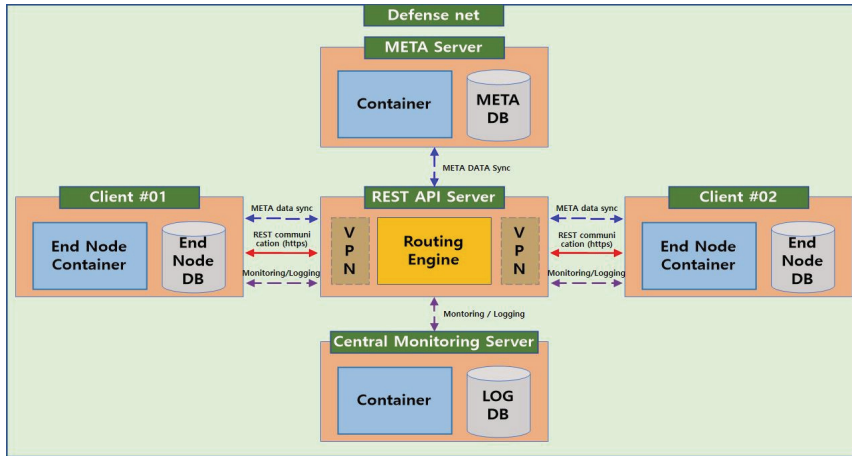 Defense net
META Server
Container
META
DB
META DATA Sync
Client #01
End Node
Container
End
Node
DB
META data sync
REST communi
cation (https)
Monitoring/Logging
REST API Server
V
P
N
Routing
Engine
V
P
N
META data sync
REST communi
cation (https)
Monitoring/Logging
Client #02
End Node
Container
End
Node
DB
Montoring / Logging
Central Monitoring Server
Container
LOG
DB